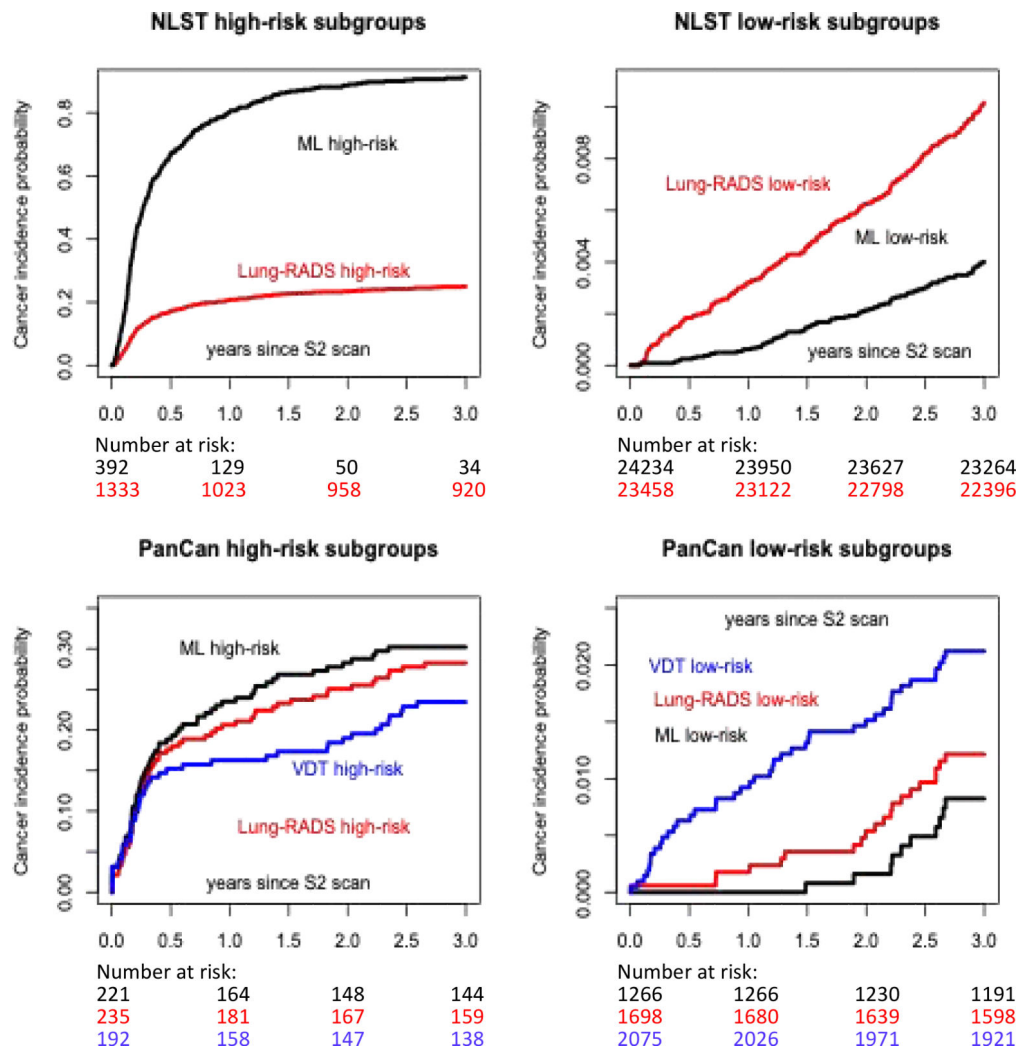 NLST high-risk subgroups
Cancer incidence probability
0.8
0.6
0.4
0.2
0.0
ML high-risk
Lung-RADS high-risk
years since S2 scan
0.0 0.5 1.0 1.5 2.0 2.5 3.0
Number at risk:
392 129 50 34
1333 1023 958 920
NLST low-risk subgroups
Cancer incidence probability
0.008
0.004
0.000
Lung-RADS low-risk
ML low-risk
years since S2 scan
0.0 0.5 1.0 1.5 2.0 2.5 3.0
24234 23950 23627 23264
23458 23122 22798 22396
PanCan high-risk subgroups
Cancer incidence probability
0.30
0.20
0.10
0.00
ML high-risk
VDT high-risk
Lung-RADS high-risk
years since S2 scan
0.0 0.5 1.0 1.5 2.0 2.5 3.0
Number at risk:
221 164 148 144
235 181 167 159
192 158 147 138
PanCan low-risk subgroups
Cancer incidence probability
0.020
0.010
0.000
years since S2 scan
VDT low-risk
Lung-RADS low-risk
ML low-risk
0.0 0.5 1.0 1.5 2.0 2.5 3.0
Number at risk:
1266 1266 1230 1191
1698 1680 1639 1598
2075 2026 1971 1921